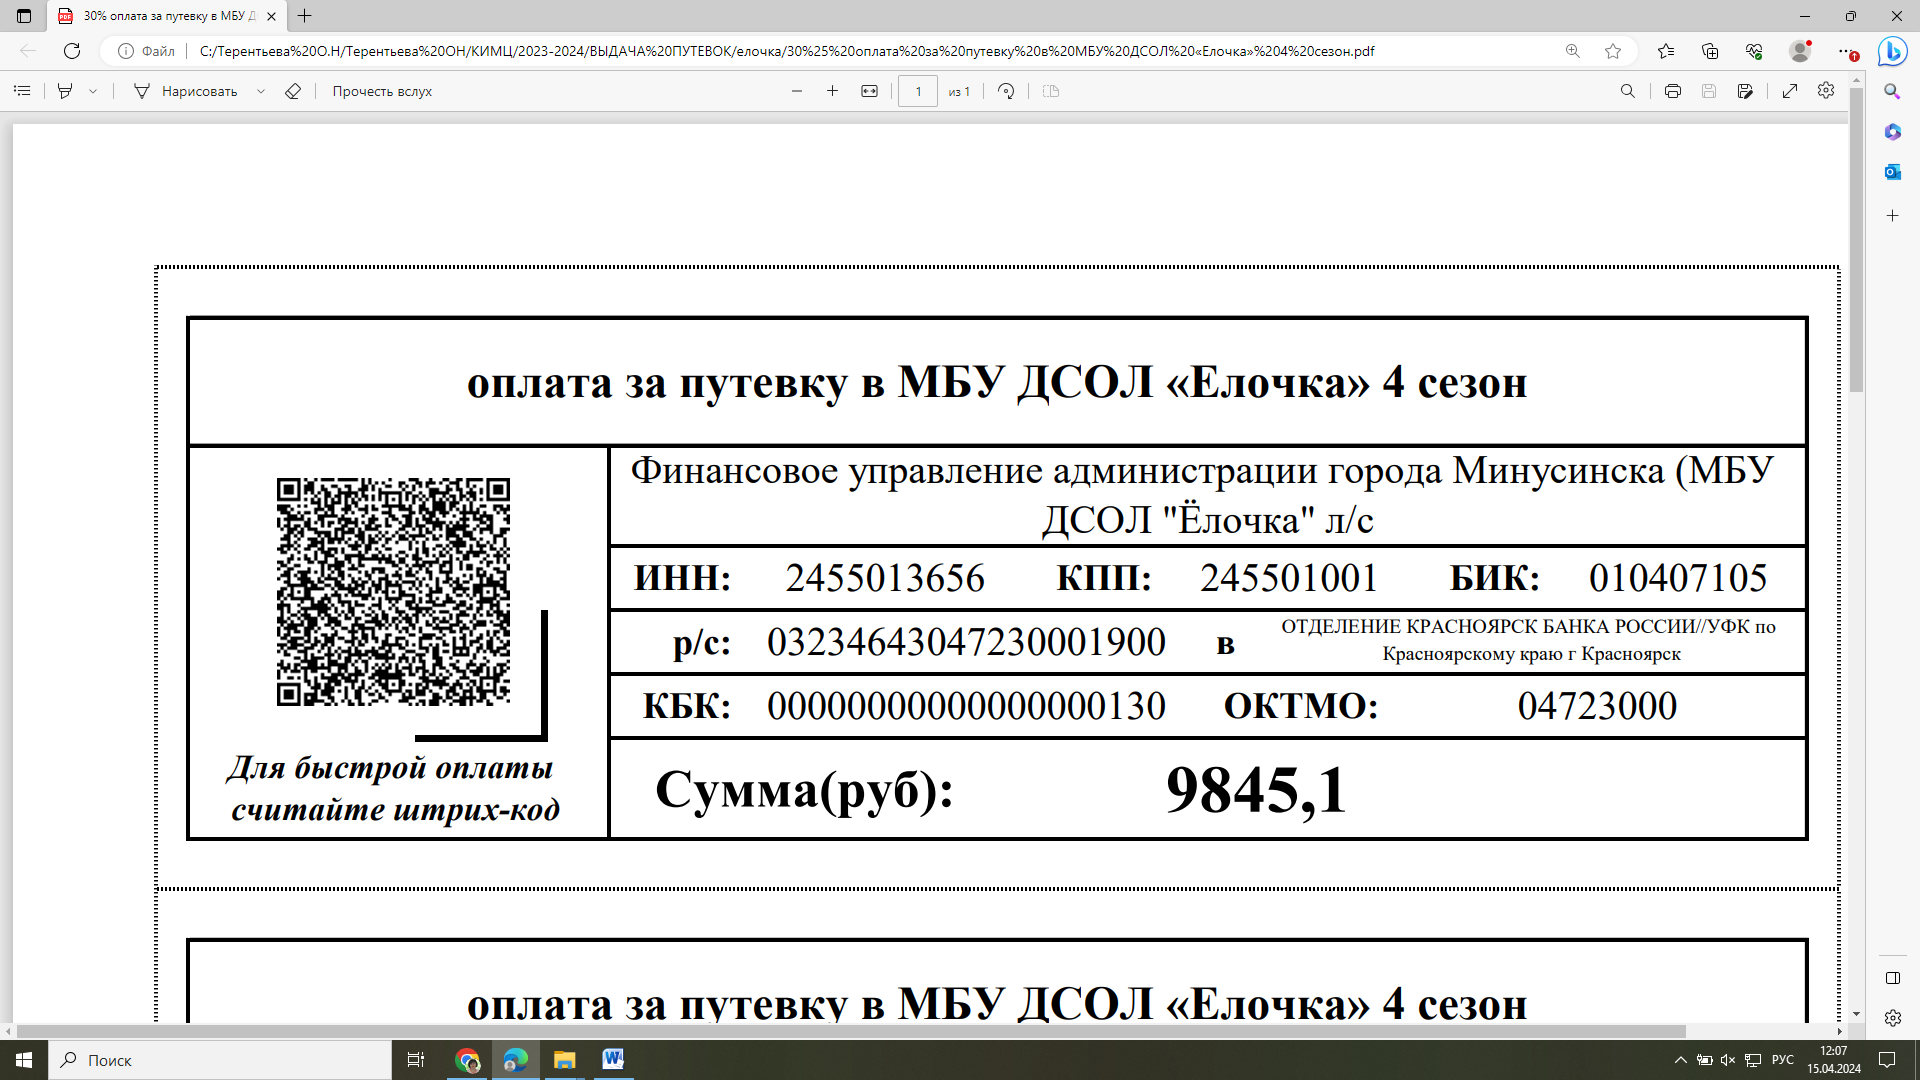 30% оплата за путевку в МБУ Д
Файл
C:/Терентьева%20О.Н/Терентьева%20ОН/КИМЦ/2023-2024/ВЫДАЧА%20ПУТЕВОК/елочка/30%25%20оплата%20за%20путевку%20в%20МБУ%20ДСОЛ%20«Елочка»%204%20сезон.pdf
Нарисовать
Прочесть вслух
1
из 1
оплата за путевку в МБУ ДСОЛ «Елочка» 4 сезон
Финансовое управление администрации города Минусинска (МБУ
ДСОЛ "Ёлочка" л/с
ИНН: 2455013656 КПП: 245501001 БИК: 010407105
р/с: 03234643047230001900 в ОТДЕЛЕНИЕ КРАСНОЯРСК БАНКА РОССИИ//УФК по
Красноярскому краю г Красноярск
КБК: 00000000000000000130 ОКТМО: 04723000
Для быстрой оплаты
считайте штрих-код
Сумма(руб): 9845,1
оплата за путевку в МБУ ДСОЛ «Елочка» 4 сезон
Поиск
РУС
12:07
15.04.2024